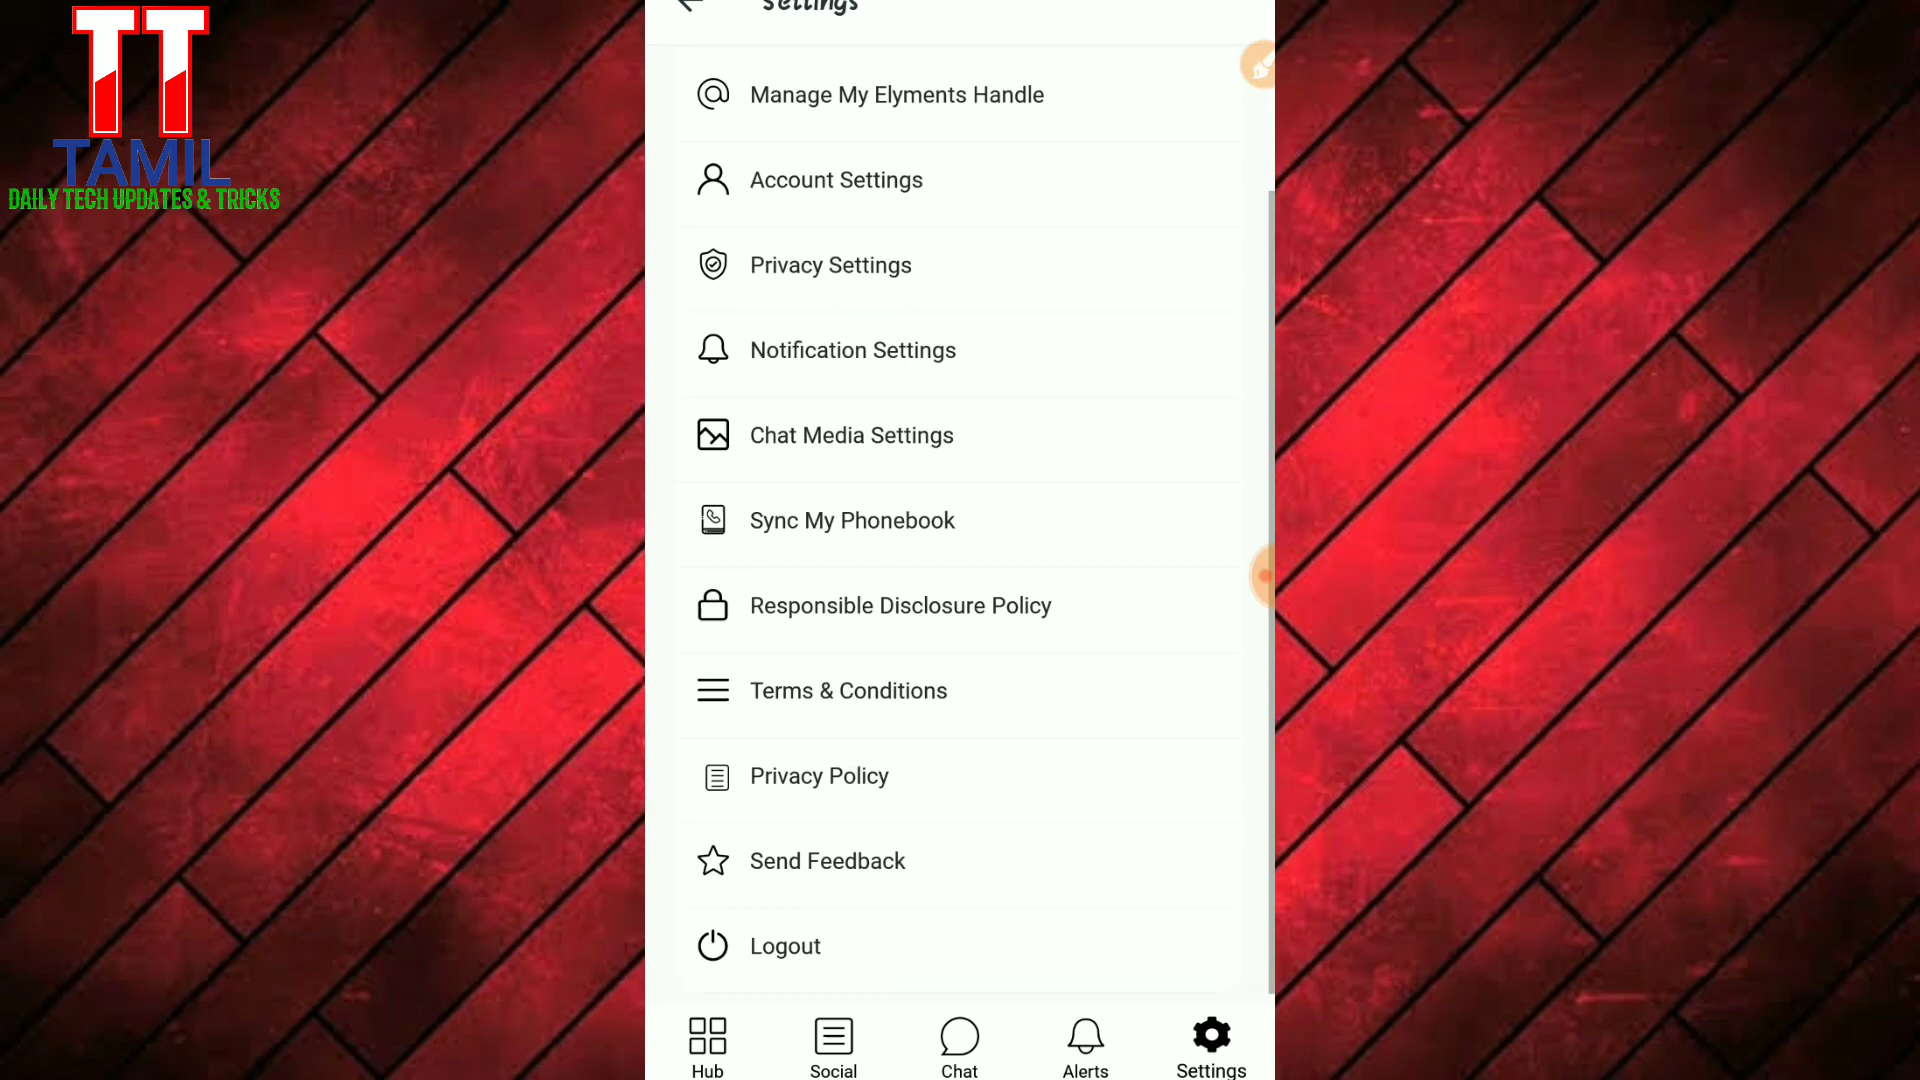 TT
TAMIL
DAILY TECH UPDATES & TRICKS
Settings
Manage My Elyments Handle
Account Settings
Privacy Settings
Notification Settings
Chat Media Settings
Sync My Phonebook
Responsible Disclosure Policy
Terms & Conditions
Privacy Policy
Send Feedback
Logout
Hub Social Chat Alerts Settings